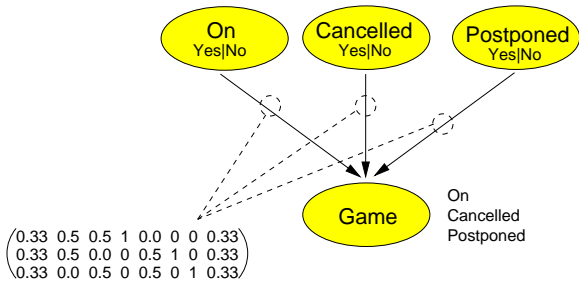 On
Yes|No
Cancelled
Yes|No
Postponed
Yes|No
Game
On
Cancelled
Postponed
0.33 0.5 0.5 1 0.0 0 0 0.33
0.33 0.5 0.0 0 0.5 1 0 0.33
0.33 0.0 0.5 0 0.5 0 1 0.33